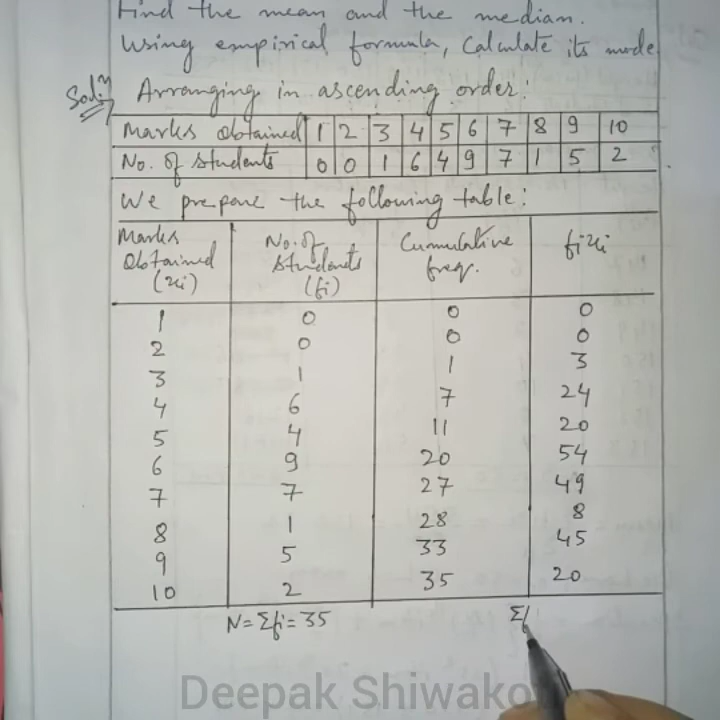 Find the mean and the median.
Using empirical formula, Calculate its mode
Solⁿ, Arranging in ascending order:
Marks Obtained 1 2 3 4 5 6 7 8 9 10
No. of Students 0 0 1 6 4 9 7 1 5 2
We prepare the following table:
Marks Obtained (xi) No. of Students (fi) Cummulative freq. fixi
1 0 0 0
2 0 0 0
3 1 1 3
4 6 7 24
5 4 11 20
6 9 20 54
7 7 27 49
8 1 28 8
9 5 33 45
10 2 35 20
N = Σfi = 35 Σf
Deepak Shiwako